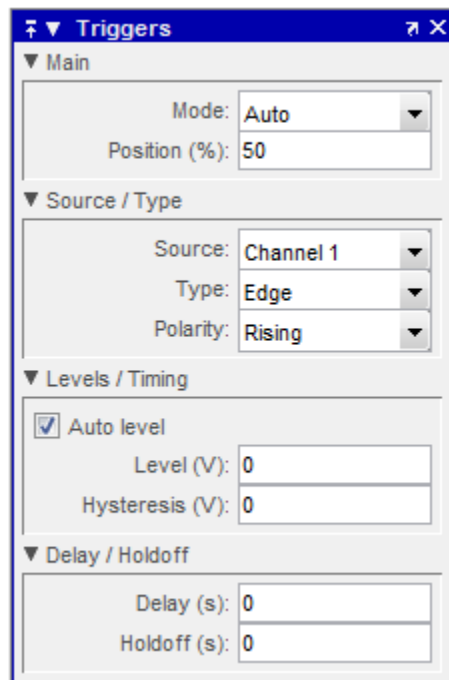 Triggers
Main
Mode: Auto
Position (%): 50
Source / Type
Source: Channel 1
Type: Edge
Polarity: Rising
Levels / Timing
Auto level
Level (V): 0
Hysteresis (V): 0
Delay / Holdoff
Delay (s): 0
Holdoff (s): 0